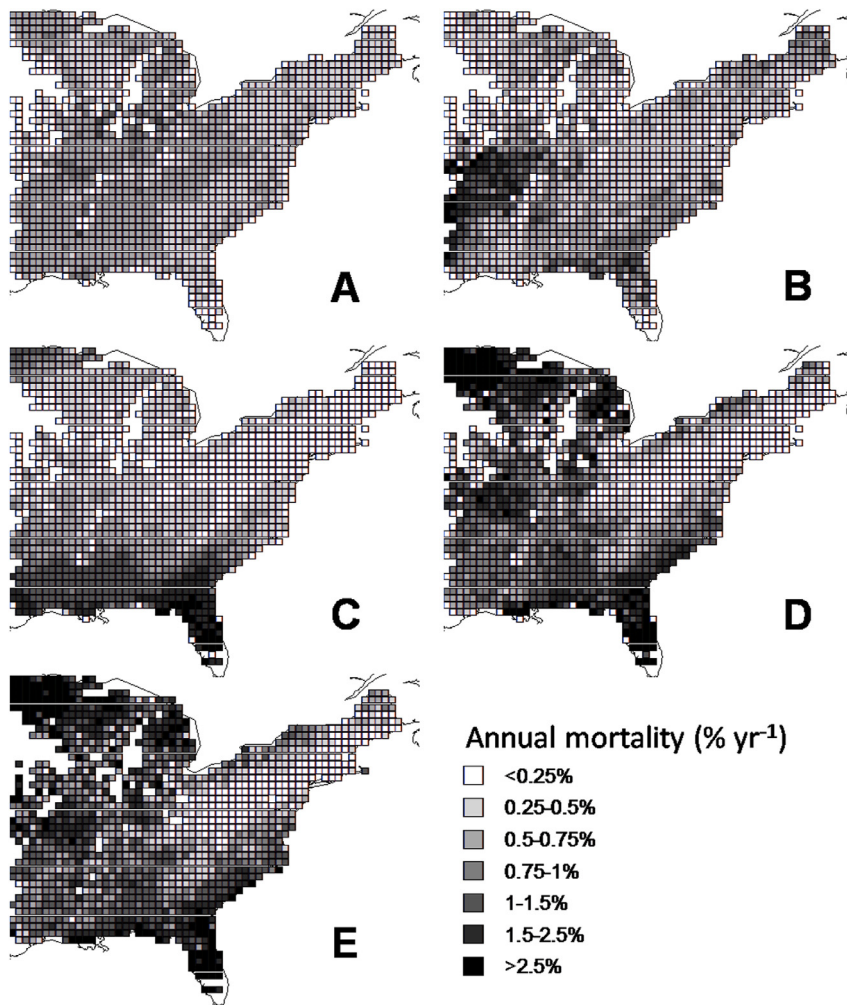 A
B
C
D
E
Annual mortality (% yr⁻¹)
<0.25%
0.25-0.5%
0.5-0.75%
0.75-1%
1-1.5%
1.5-2.5%
>2.5%